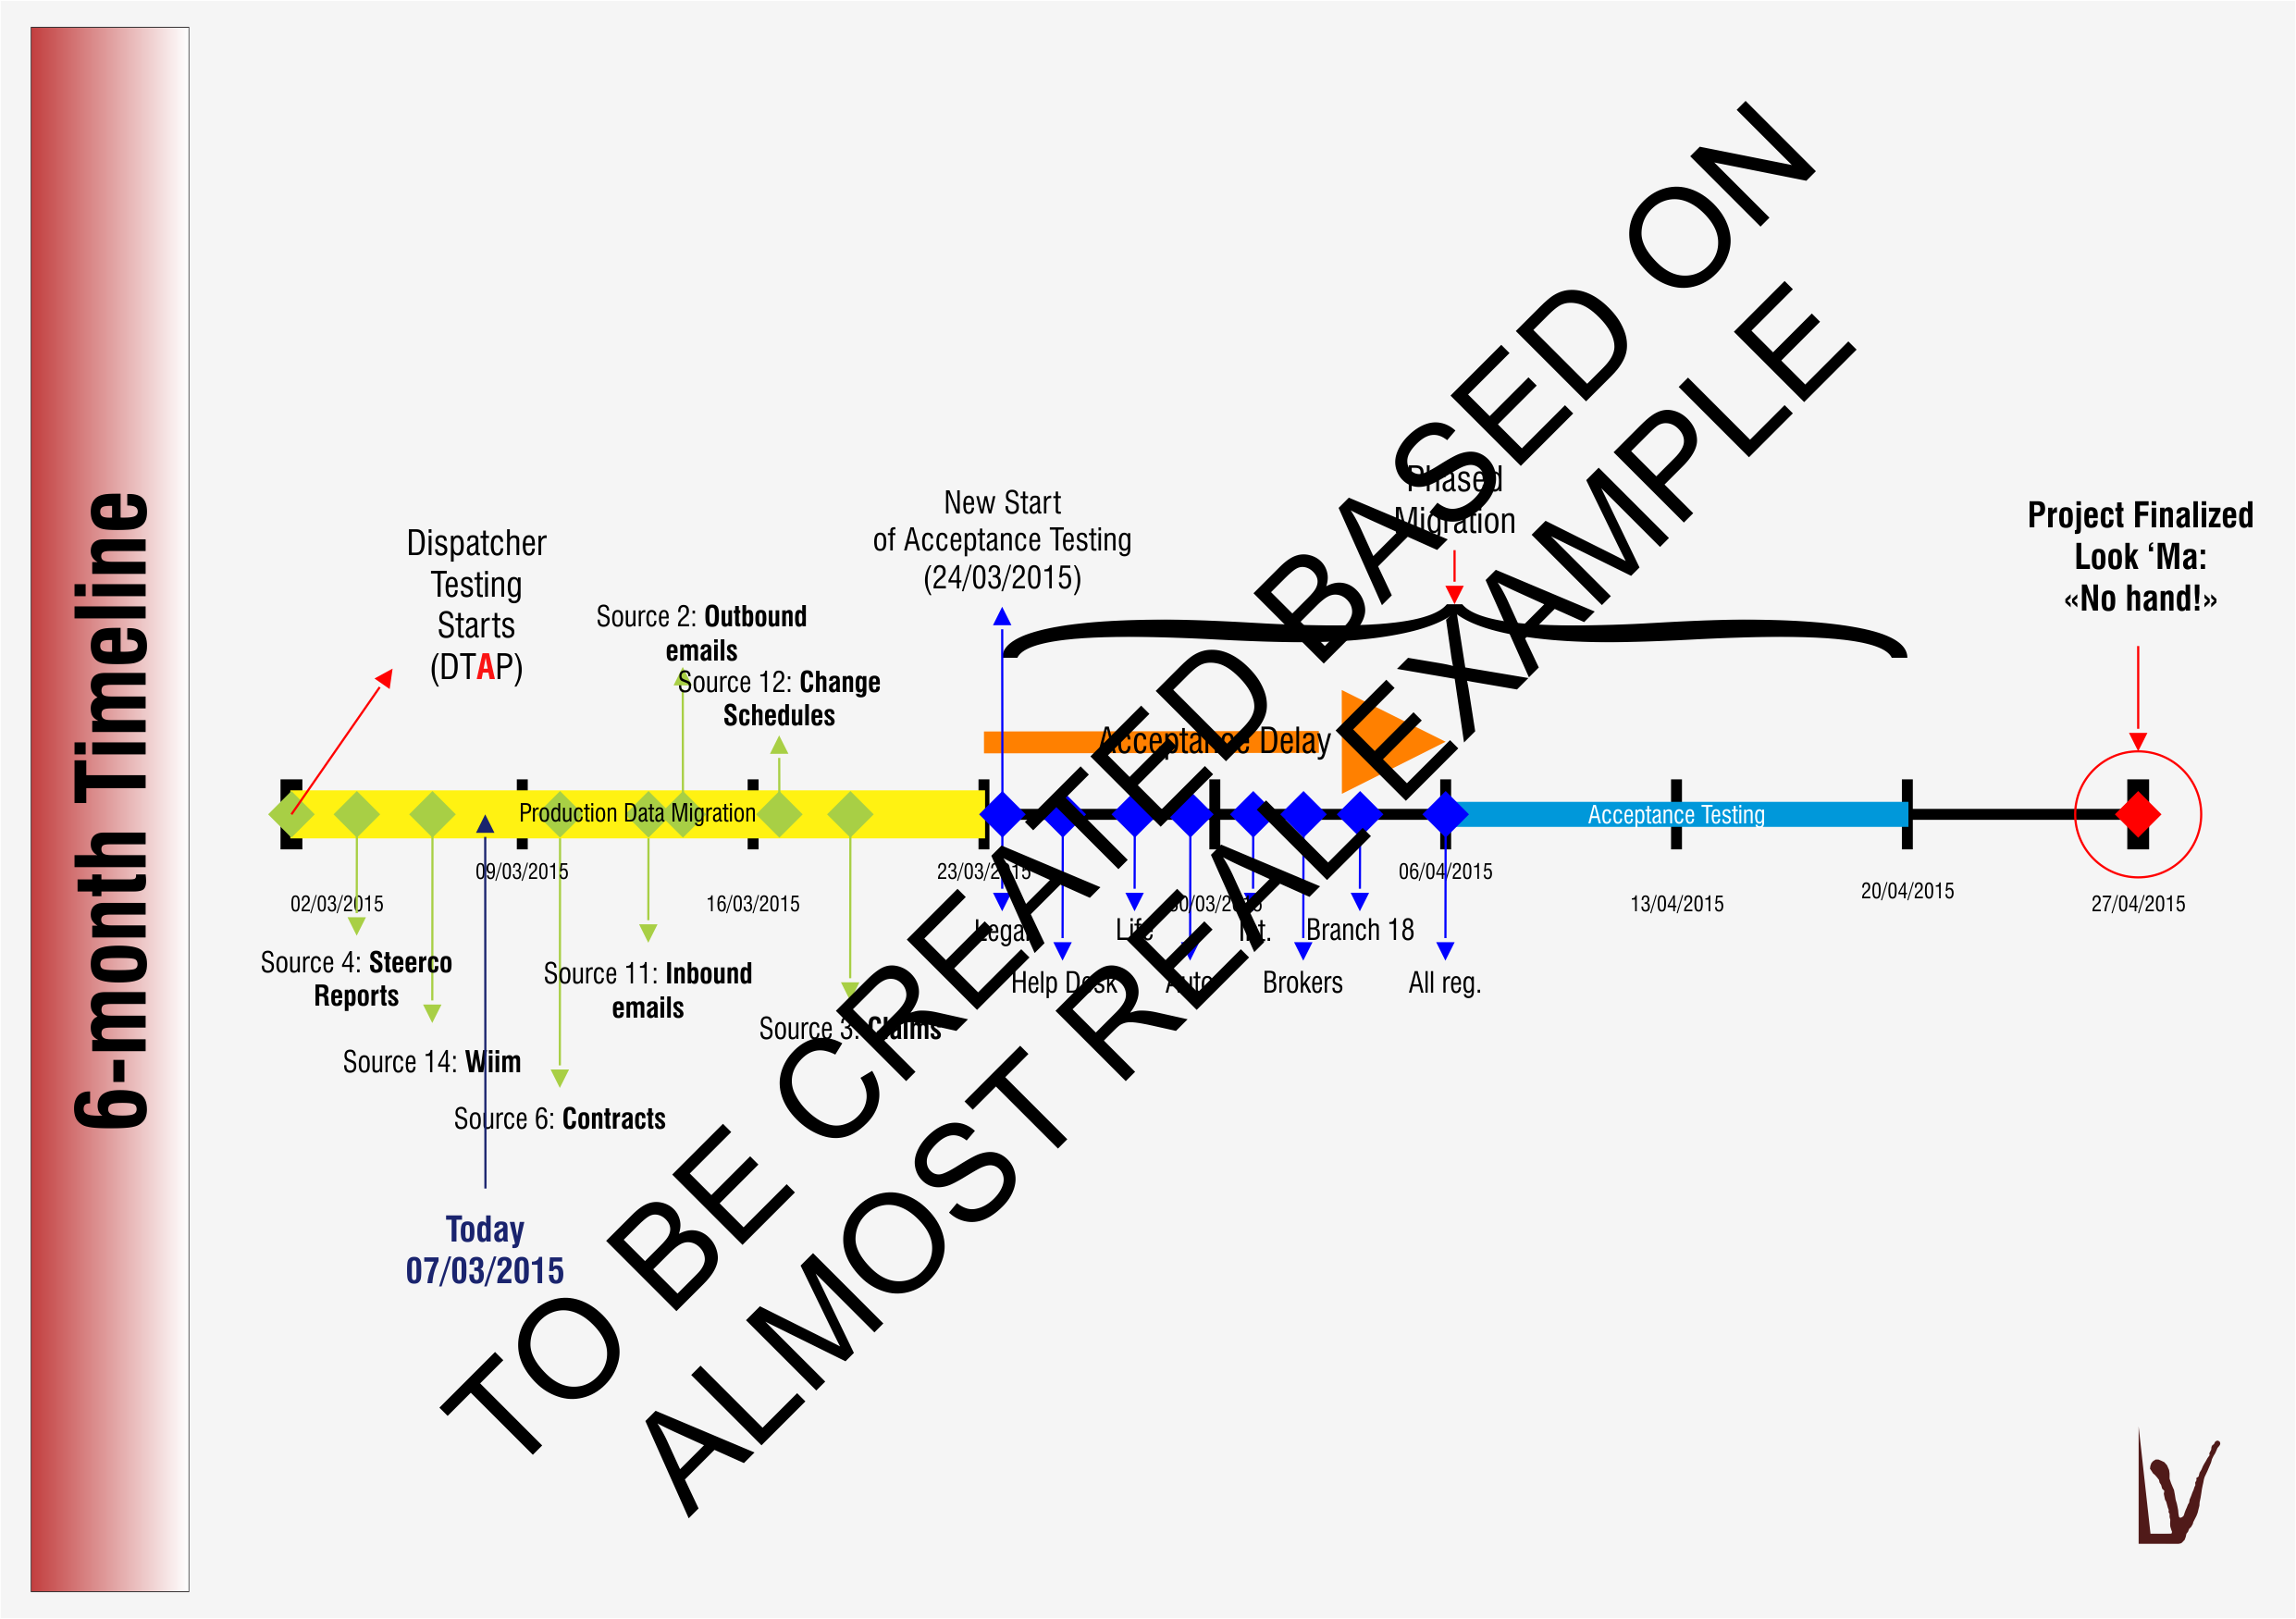 6-month Timeline
Dispatcher
Testing
Starts
(DTAP)
Source 2: Outbound
emails
Source 12: Change
Schedules
New Start
of Acceptance Testing
(24/03/2015)
Phased
Migration
Project Finalized
Look ‘Ma:
«No hand!»
Acceptance Delay
Production Data Migration
Acceptance Testing
02/03/2015
09/03/2015
16/03/2015
23/03/2015
30/03/2015
06/04/2015
13/04/2015
20/04/2015
27/04/2015
Legal
Help Desk
Life
Auto
Int.
Brokers
Branch 18
All reg.
Source 4: Steerco
Reports
Source 14: Wiim
Source 6: Contracts
Source 11: Inbound
emails
Source 3: Claims
Today
07/03/2015
TO BE CREATED BASED ON
ALMOST REAL EXAMPLE